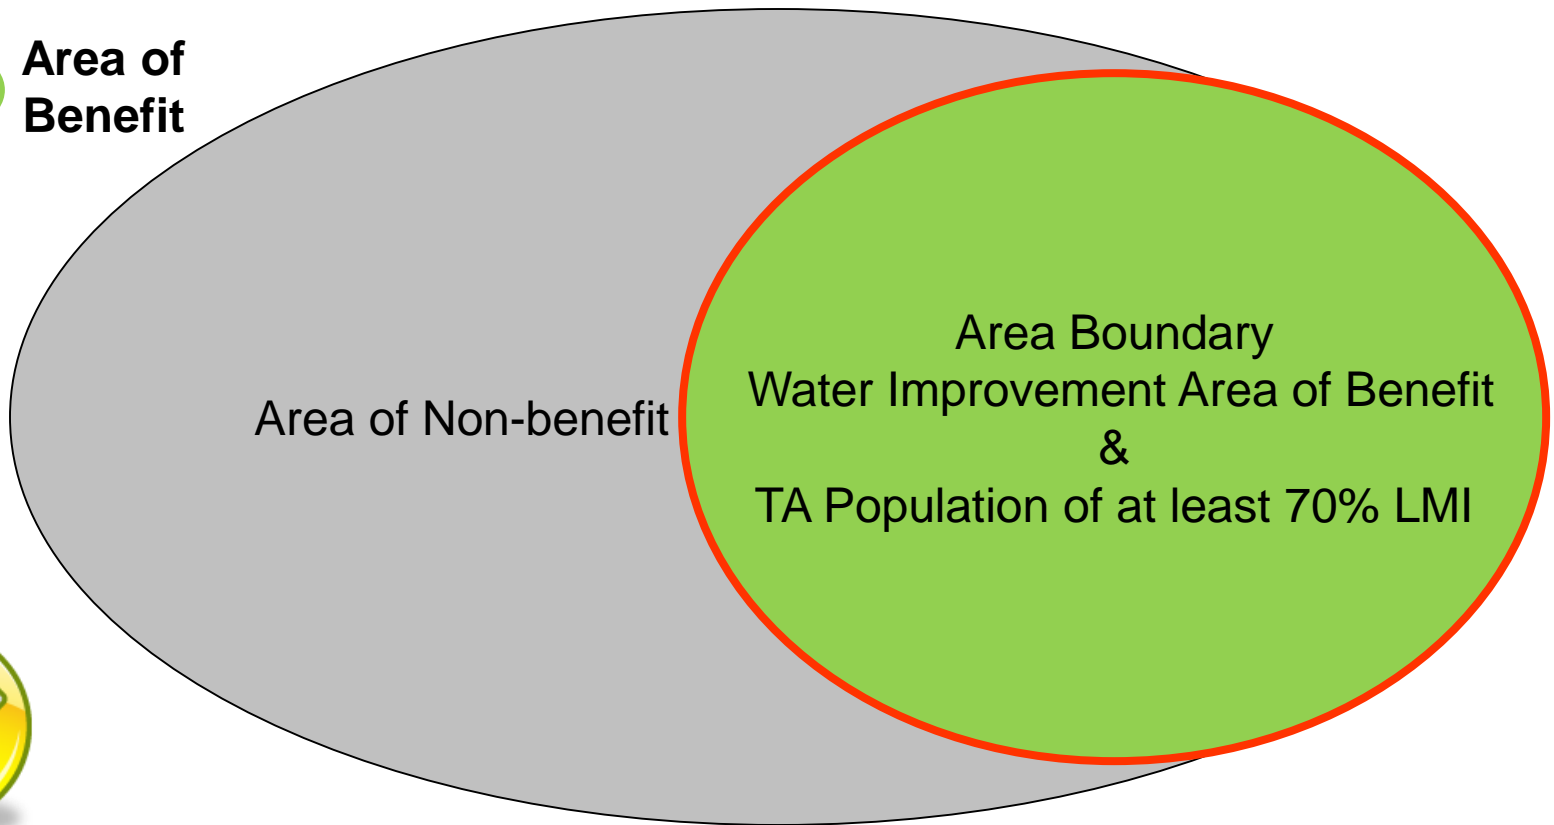 Area of
Benefit
Area of Non-benefit
Area Boundary
Water Improvement Area of Benefit
&
TA Population of at least 70% LMI